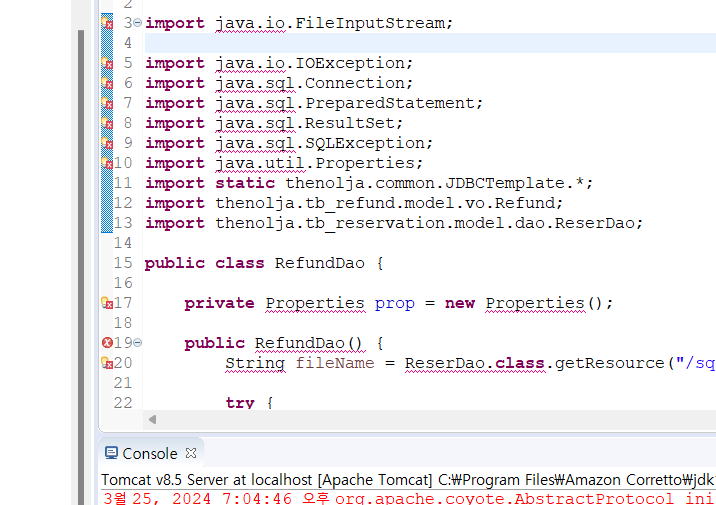 2
3 import java.io.FileInputStream;
4
5 import java.io.IOException;
6 import java.sql.Connection;
7 import java.sql.PreparedStatement;
8 import java.sql.ResultSet;
9 import java.sql.SQLException;
10 import java.util.Properties;
11 import static thenolja.common.JDBCTemplate.*;
12 import thenolja.tb_refund.model.vo.Refund;
13 import thenolja.tb_reservation.model.dao.ReserDao;
14
15 public class RefundDao {
16
17 private Properties prop = new Properties();
18
19 public RefundDao() {
20 String fileName = ReserDao.class.getResource("/sq
21
22 try {
Console
Tomcat v8.5 Server at localhost [Apache Tomcat] C:₩Program Files₩Amazon Corretto₩jdk
3월 25, 2024 7:04:46 오후 org.apache.coyote.AbstractProtocol ini